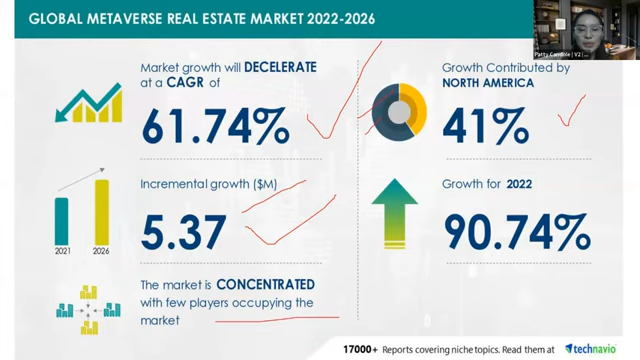 GLOBAL METAVERSE REAL ESTATE MARKET 2022-2026
Market growth will DECELERATE
at a CAGR of
61.74%
Growth Contributed by
NORTH AMERICA
41%
Incremental growth ($M)
5.37
2021 2026
Growth for 2022
90.74%
The market is CONCENTRATED
with few players occupying the
market
17000+ Reports covering niche topics. Read them at
technavio